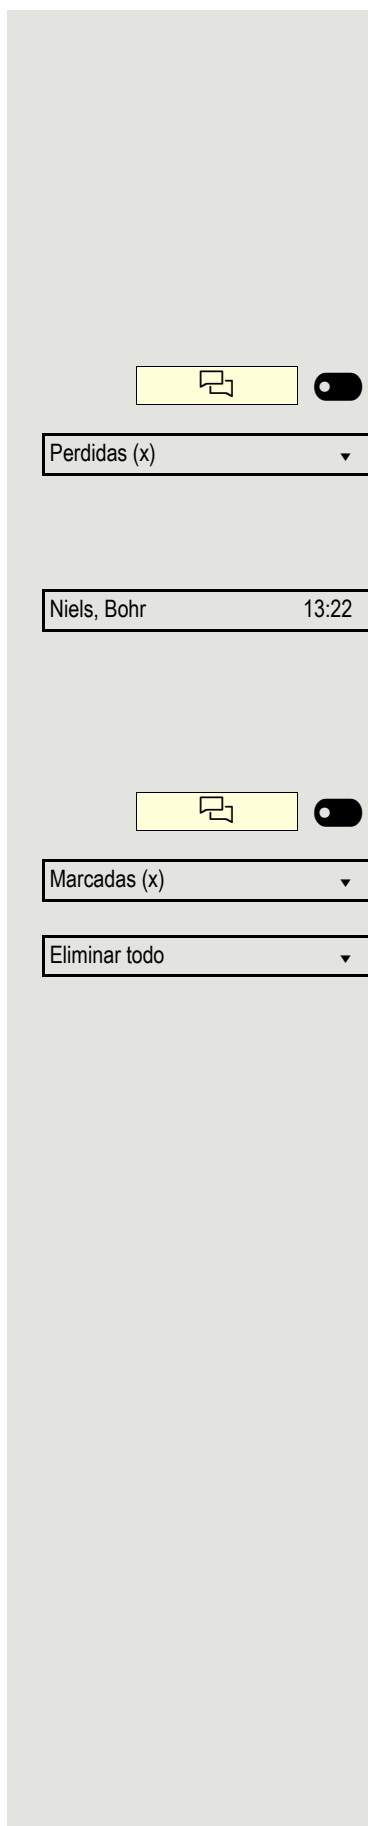 Perdidas (x)
Niels, Bohr 13:22
Marcadas (x)
Eliminar todo